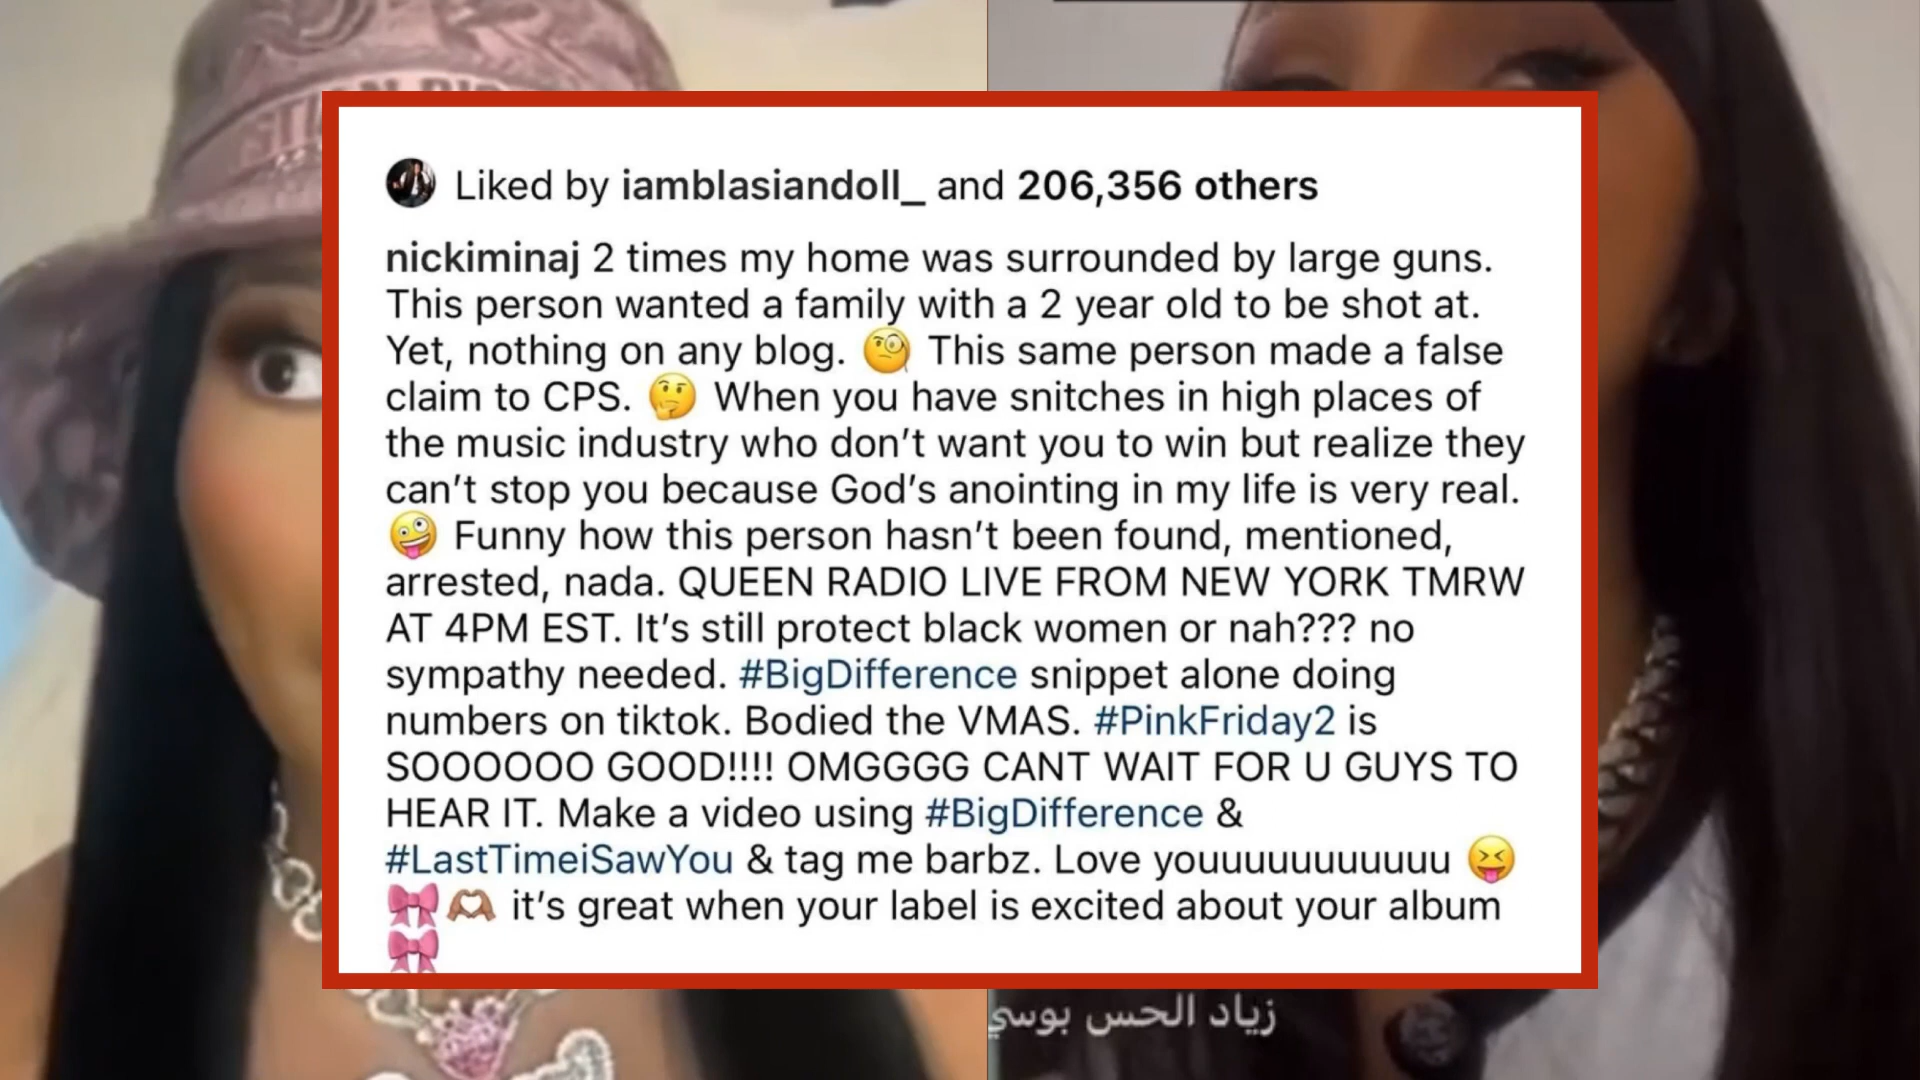 Liked by iamblasiandoll_ and 206,356 others
nickiminaj 2 times my home was surrounded by large guns.
This person wanted a family with a 2 year old to be shot at.
Yet, nothing on any blog. 🧐 This same person made a false
claim to CPS. 🤔 When you have snitches in high places of
the music industry who don't want you to win but realize they
can't stop you because God's anointing in my life is very real.
🤪 Funny how this person hasn't been found, mentioned,
arrested, nada. QUEEN RADIO LIVE FROM NEW YORK TMRW
AT 4PM EST. It's still protect black women or nah??? no
sympathy needed. #BigDifference snippet alone doing
numbers on tiktok. Bodied the VMAS. #PinkFriday2 is
SOOOOOO GOOD!!!! OMGGGG CANT WAIT FOR U GUYS TO
HEAR IT. Make a video using #BigDifference &
#LastTimeiSawYou & tag me barbz. Love youuuuuuuuuuu 😝
🎀🫶🏽 it's great when your label is excited about your album
🎀
زياد الحس بوسي